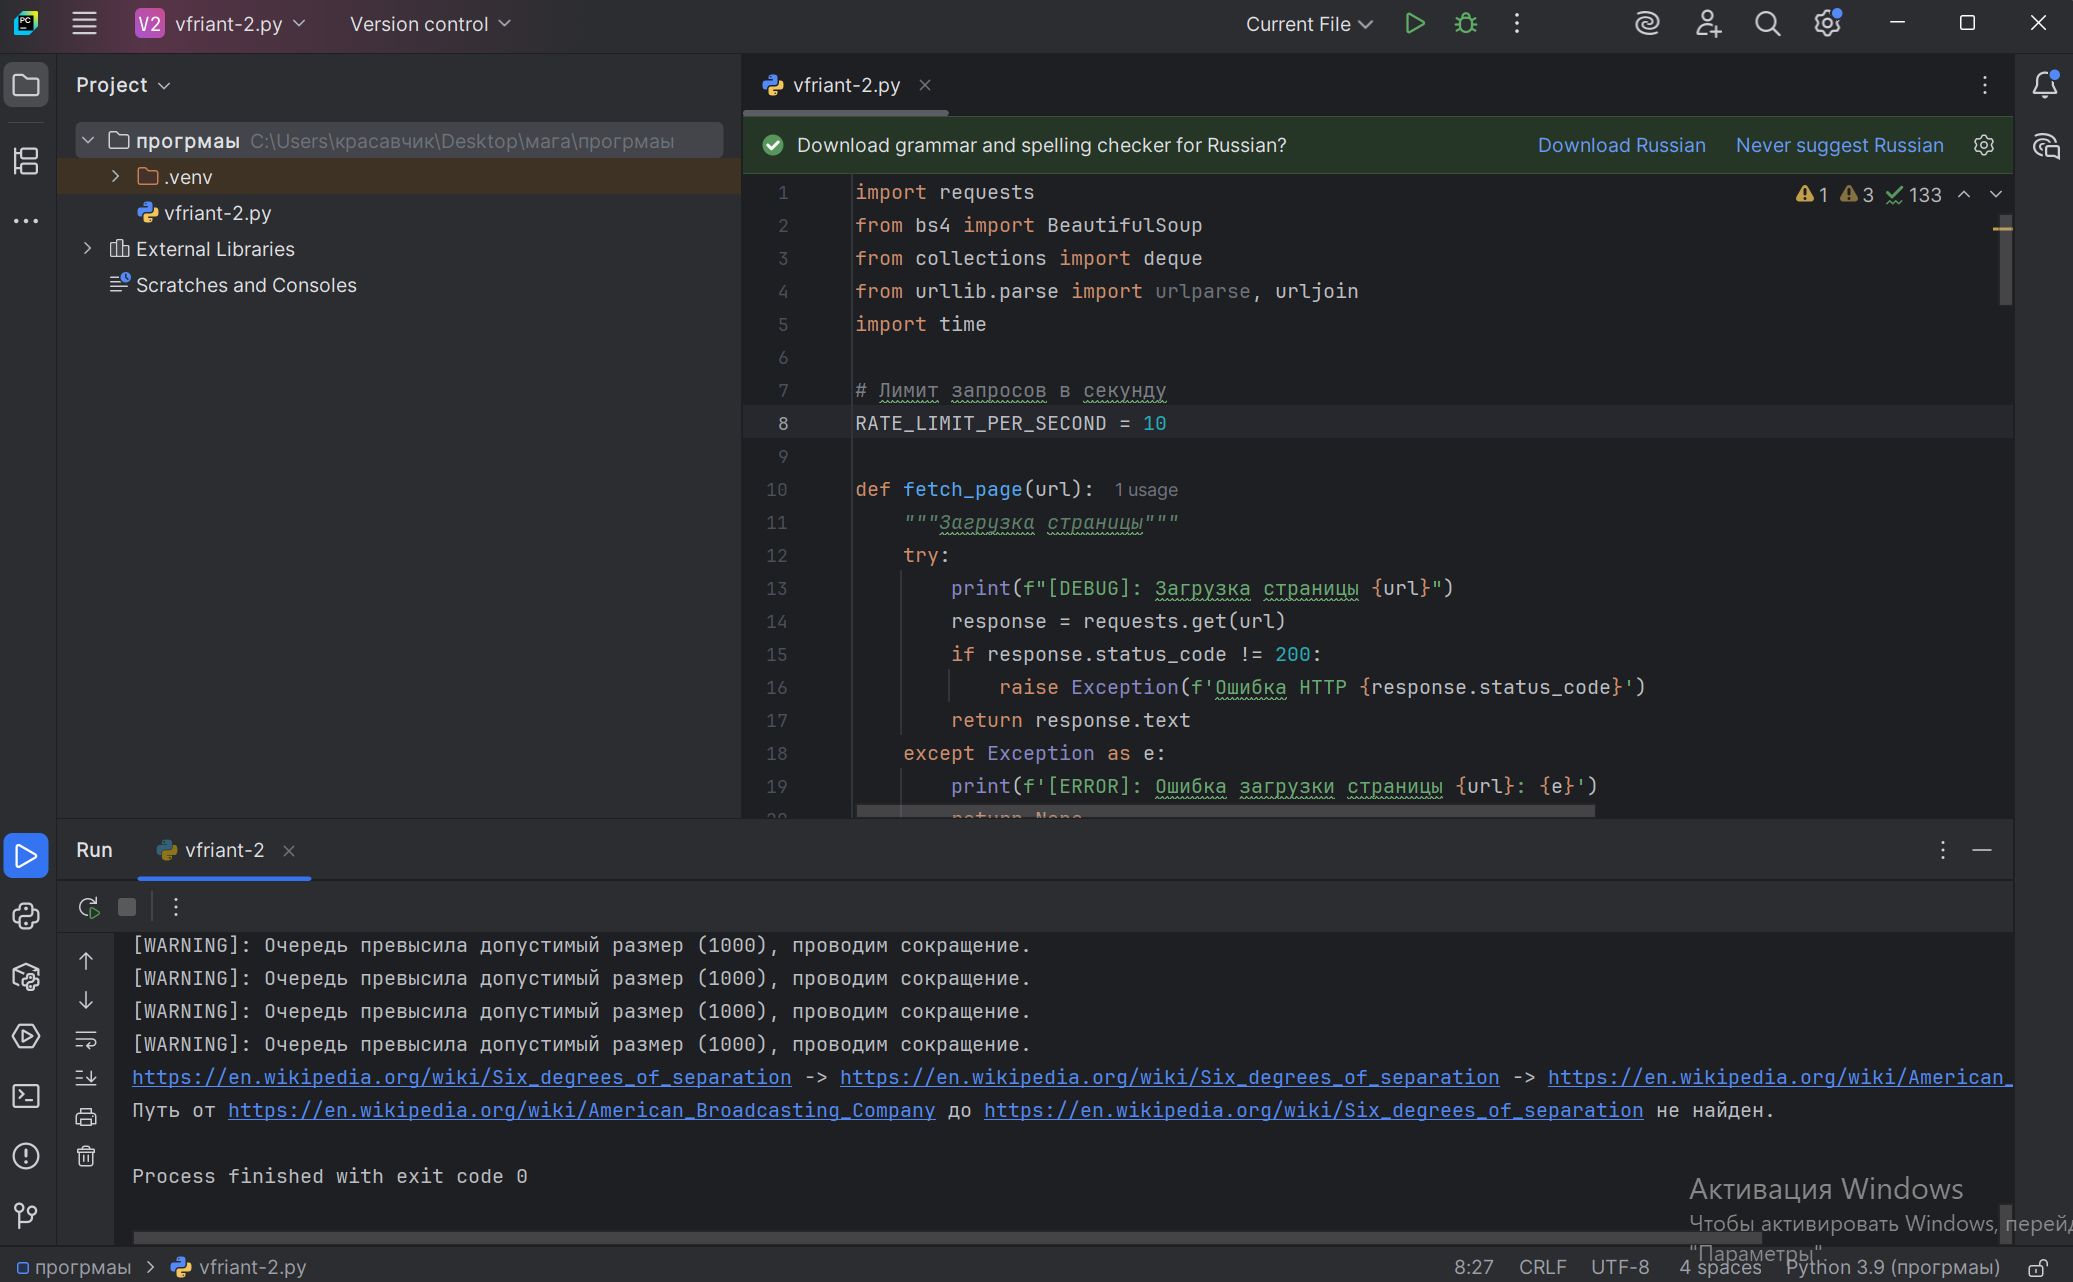 PC V2 vfriant-2.py Version control Current File
Project
прогрмаы C:\Users\красавчик\Desktop\мага\прогрмаы
.venv
vfriant-2.py
External Libraries
Scratches and Consoles
vfriant-2.py
Download grammar and spelling checker for Russian? Download Russian Never suggest Russian
1 3 133
1 import requests
2 from bs4 import BeautifulSoup
3 from collections import deque
4 from urllib.parse import urlparse, urljoin
5 import time
6
7 # Лимит запросов в секунду
8 RATE_LIMIT_PER_SECOND = 10
9
10 def fetch_page(url): 1 usage
11 """Загрузка страницы"""
12 try:
13 print(f"[DEBUG]: Загрузка страницы {url}")
14 response = requests.get(url)
15 if response.status_code != 200:
16 raise Exception(f'Ошибка HTTP {response.status_code}')
17 return response.text
18 except Exception as e:
19 print(f'[ERROR]: Ошибка загрузки страницы {url}: {e}')
20 return None
Run vfriant-2
[WARNING]: Очередь превысила допустимый размер (1000), проводим сокращение.
[WARNING]: Очередь превысила допустимый размер (1000), проводим сокращение.
[WARNING]: Очередь превысила допустимый размер (1000), проводим сокращение.
[WARNING]: Очередь превысила допустимый размер (1000), проводим сокращение.
https://en.wikipedia.org/wiki/Six_degrees_of_separation -> https://en.wikipedia.org/wiki/Six_degrees_of_separation -> https://en.wikipedia.org/wiki/American_
Путь от https://en.wikipedia.org/wiki/American_Broadcasting_Company до https://en.wikipedia.org/wiki/Six_degrees_of_separation не найден.
Process finished with exit code 0
Активация Windows
Чтобы активировать Windows, перейд
"Параметры".
прогрмаы > vfriant-2.py 8:27 CRLF UTF-8 4 spaces Python 3.9 (прогрмаы)